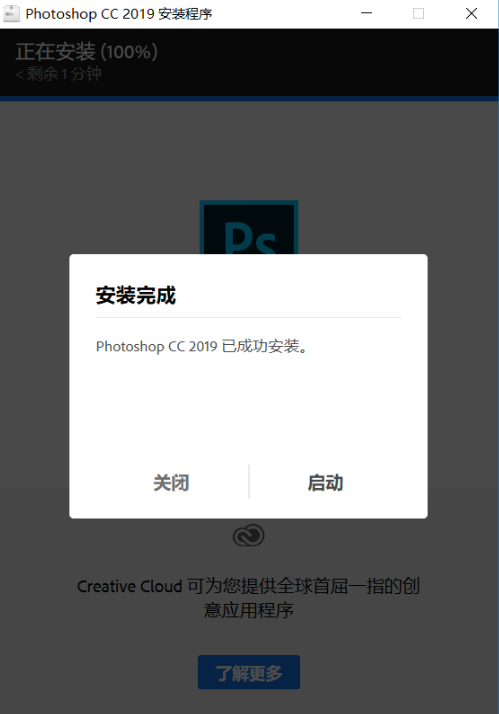 Photoshop CC 2019 安装程序
正在安装 (100%)
< 剩余 1 分钟
Ps
安装完成
Photoshop CC 2019 已成功安装。
关闭
启动
Creative Cloud 可为您提供全球首屈一指的创
意应用程序
了解更多